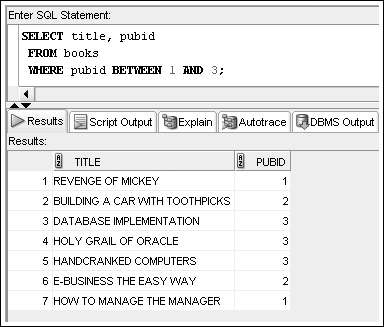 Enter SQL Statement:
SELECT title, pubid
FROM books
WHERE pubid BETWEEN 1 AND 3;
Results Script Output Explain Autotrace DBMS Output
Results:
TITLE PUBID
1 REVENGE OF MICKEY 1
2 BUILDING A CAR WITH TOOTHPICKS 2
3 DATABASE IMPLEMENTATION 3
4 HOLY GRAIL OF ORACLE 3
5 HANDCRANKED COMPUTERS 3
6 E-BUSINESS THE EASY WAY 2
7 HOW TO MANAGE THE MANAGER 1